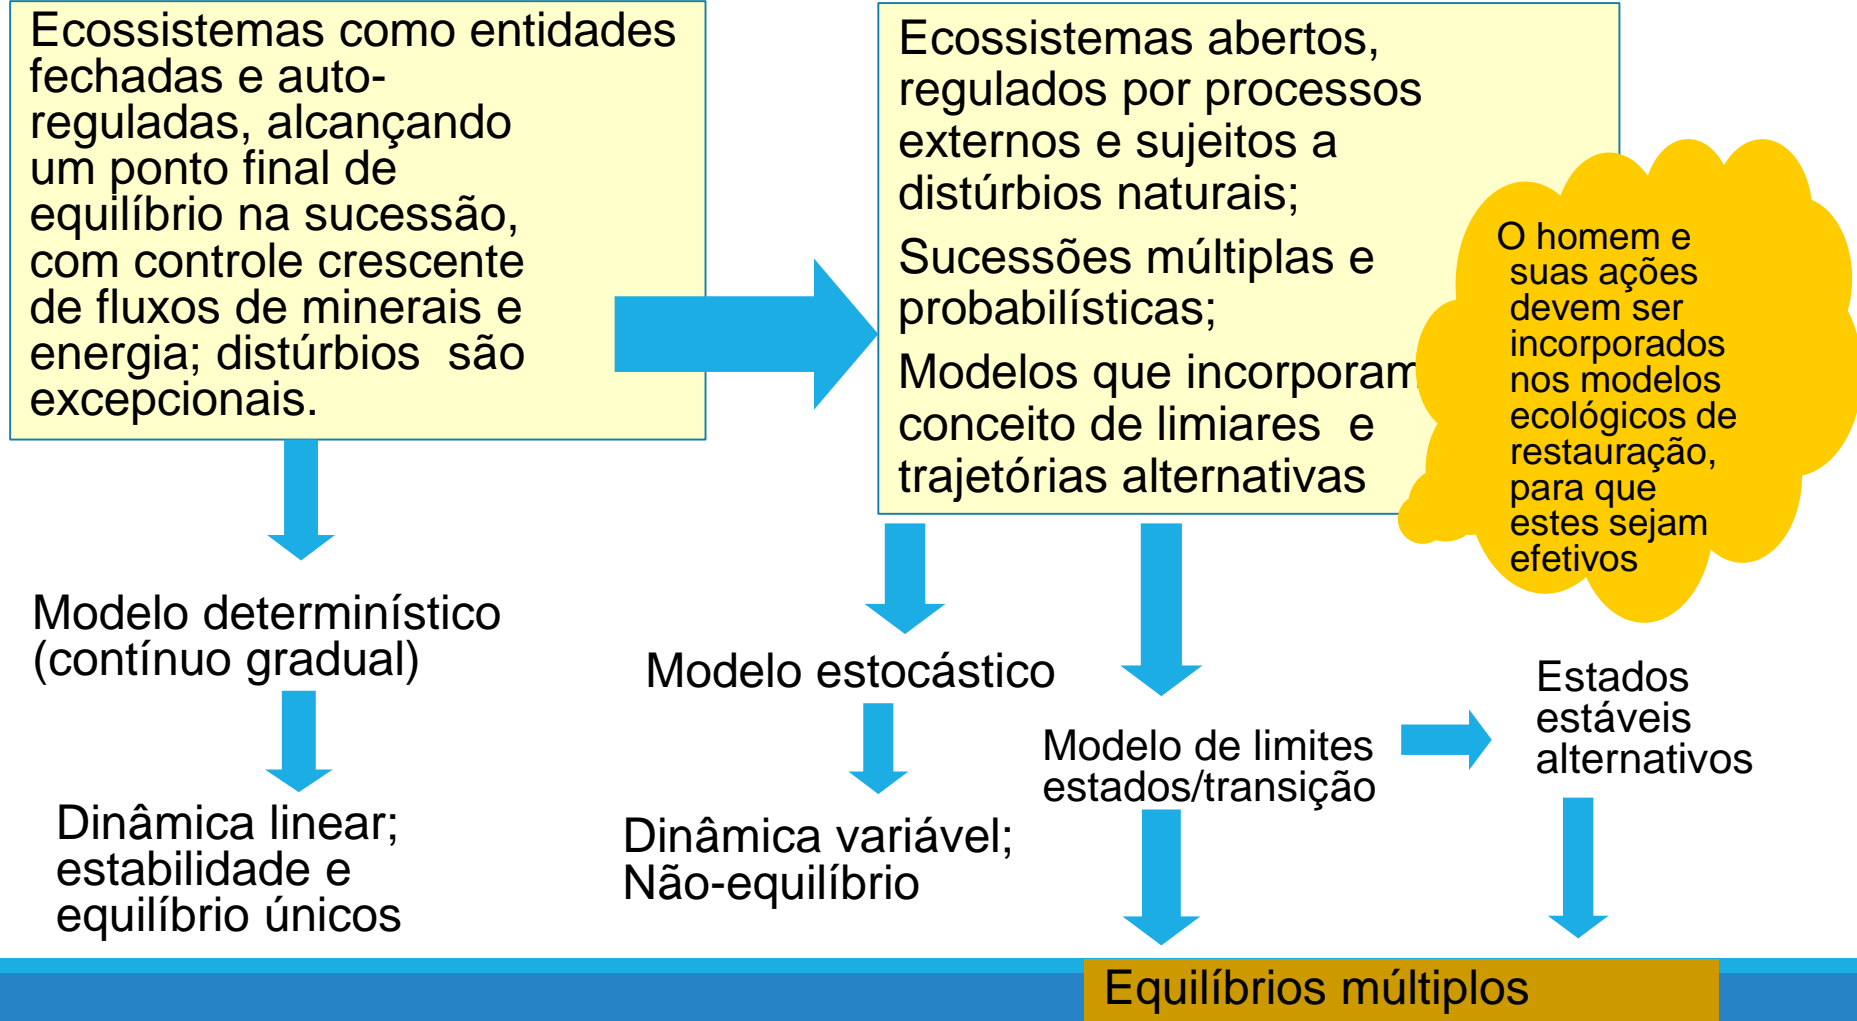 Ecossistemas como entidades
fechadas e auto-
reguladas, alcançando
um ponto final de
equilíbrio na sucessão,
com controle crescente
de fluxos de minerais e
energia; distúrbios são
excepcionais.
Ecossistemas abertos,
regulados por processos
externos e sujeitos a
distúrbios naturais;
Sucessões múltiplas e
probabilísticas;
Modelos que incorporam
conceito de limiares e
trajetórias alternativas
O homem e
suas ações
devem ser
incorporados
nos modelos
ecológicos de
restauração,
para que
estes sejam
efetivos
Modelo determinístico
(contínuo gradual)
Modelo estocástico
Modelo de limites
estados/transição
Estados
estáveis
alternativos
Dinâmica linear;
estabilidade e
equilíbrio únicos
Dinâmica variável;
Não-equilíbrio
Equilíbrios múltiplos